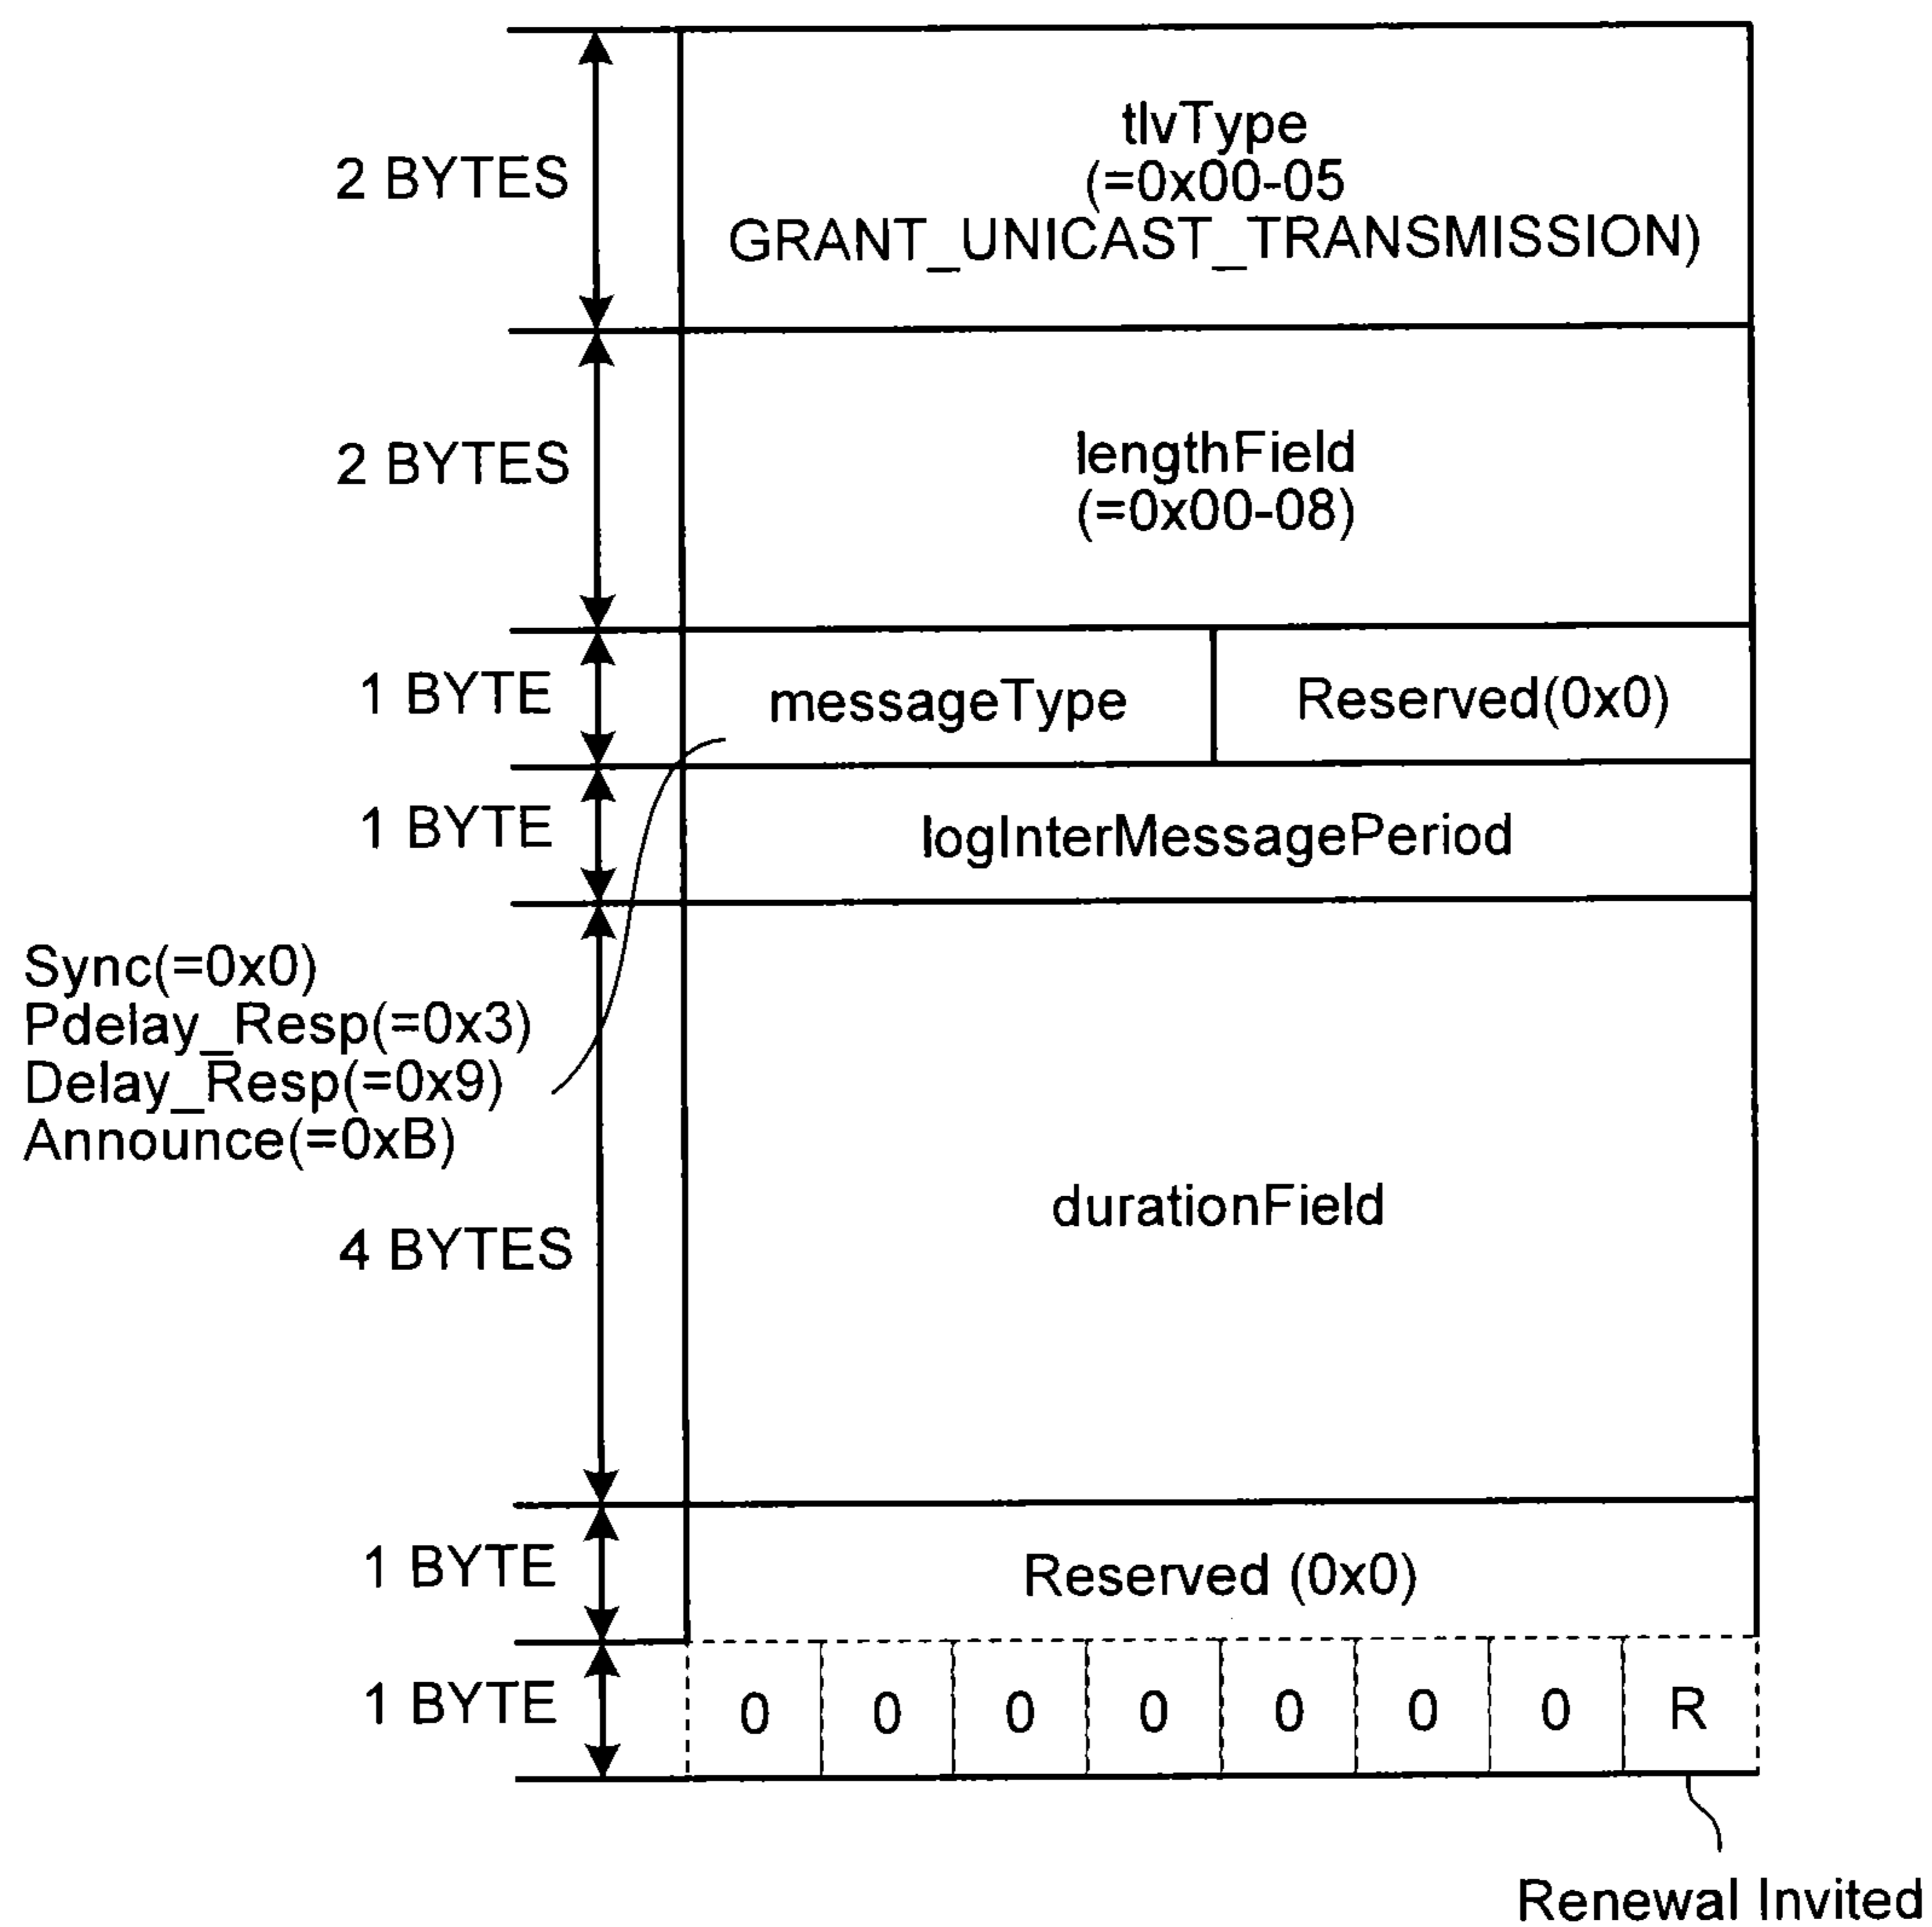 2 BYTES
tlvType
(=0x00-05
GRANT_UNICAST_TRANSMISSION)
2 BYTES
lengthField
(=0x00-08)
1 BYTE
messageType
Reserved(0x0)
1 BYTE
logInterMessagePeriod
Sync(=0x0)
Pdelay_Resp(=0x3)
Delay_Resp(=0x9)
Announce(=0xB)
4 BYTES
durationField
1 BYTE
Reserved (0x0)
1 BYTE
0 0 0 0 0 0 0 R
Renewal Invited